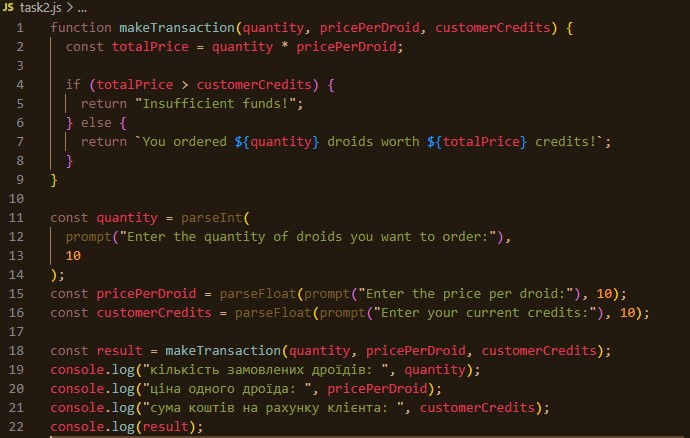 JS task2.js > ...
1 function makeTransaction(quantity, pricePerDroid, customerCredits) {
2   const totalPrice = quantity * pricePerDroid;
3
4   if (totalPrice > customerCredits) {
5     return "Insufficient funds!";
6   } else {
7     return `You ordered ${quantity} droids worth ${totalPrice} credits!`;
8   }
9 }
10
11 const quantity = parseInt(
12   prompt("Enter the quantity of droids you want to order:"),
13   10
14 );
15 const pricePerDroid = parseFloat(prompt("Enter the price per droid:"), 10);
16 const customerCredits = parseFloat(prompt("Enter your current credits:"), 10);
17
18 const result = makeTransaction(quantity, pricePerDroid, customerCredits);
19 console.log("кількість замовлених дроїдів: ", quantity);
20 console.log("ціна одного дроїда: ", pricePerDroid);
21 console.log("сума коштів на рахунку клієнта: ", customerCredits);
22 console.log(result);